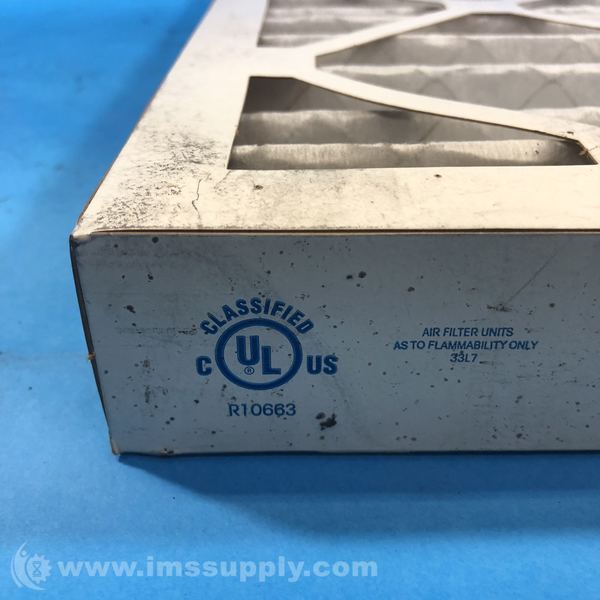 CLASSIFIED
C UL® US
R10663
AIR FILTER UNITS
AS TO FLAMMABILITY ONLY
33L7
www.imssupply.com